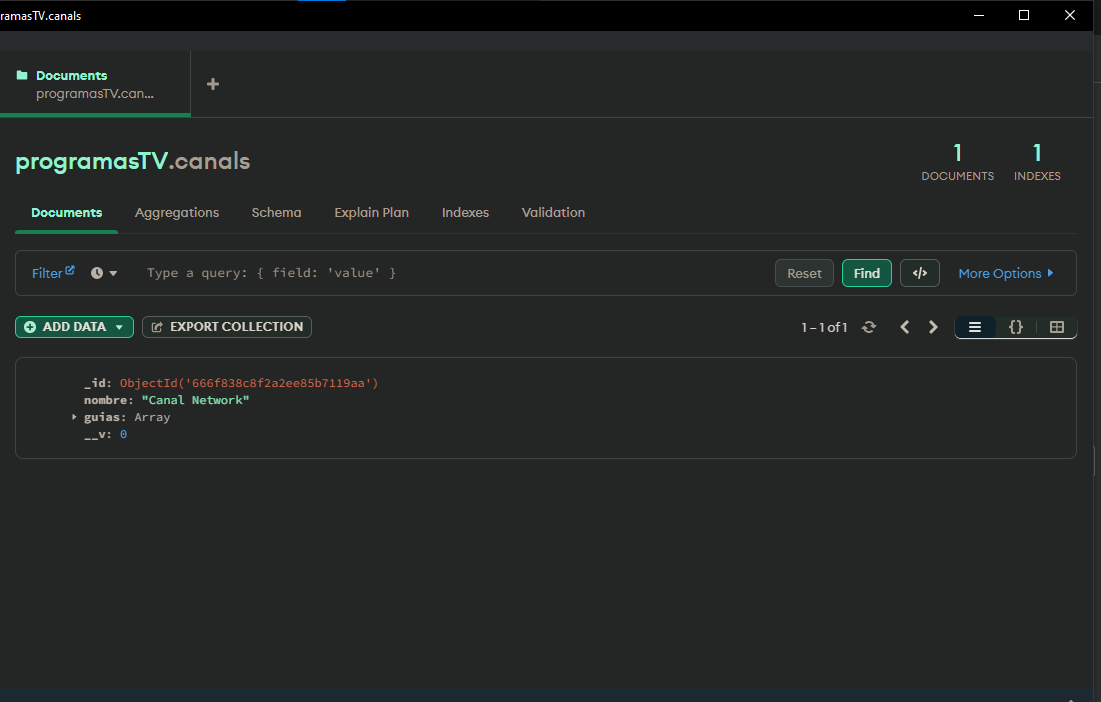 ramasTV.canals
Documents
programasTV.can...
programasTV.canals
1
DOCUMENTS
1
INDEXES
Documents Aggregations Schema Explain Plan Indexes Validation
Filter Type a query: { field: 'value' } Reset Find </> More Options
ADD DATA EXPORT COLLECTION 1 – 1 of 1 {}
_id: ObjectId('666f838c8f2a2ee85b7119aa')
nombre: "Canal Network"
guias: Array
__v: 0